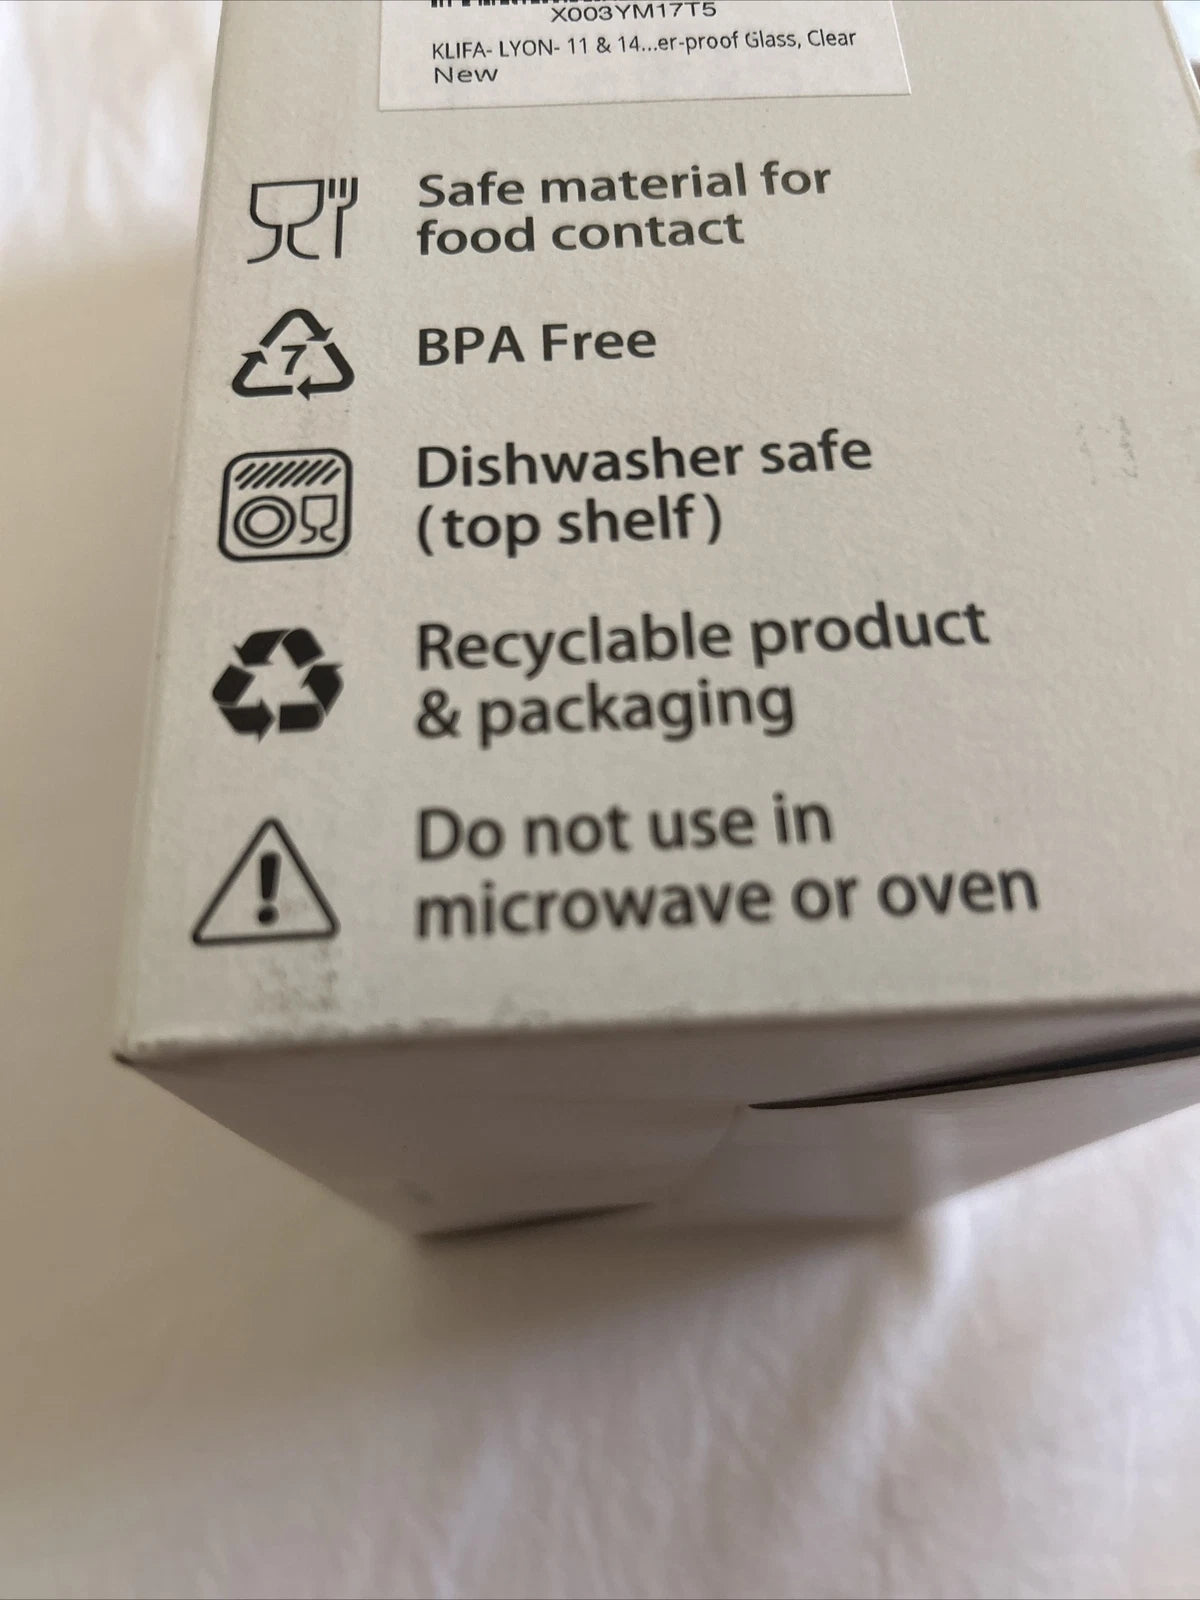 X003YM17T5
KLIFA- LYON- 11 & 14...er-proof Glass, Clear
New
Safe material for
food contact
7
BPA Free
Dishwasher safe
(top shelf)
Recyclable product
& packaging
!
Do not use in
microwave or oven